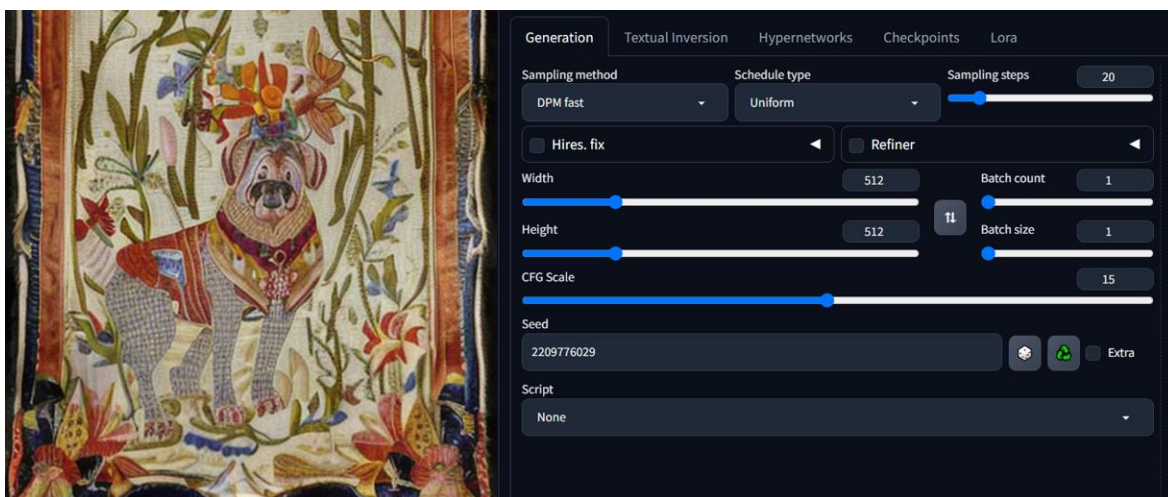 Generation Textual Inversion Hypernetworks Checkpoints Lora
Sampling method Schedule type Sampling steps 20
DPM fast Uniform
Hires. fix Refiner
Width 512 Batch count 1
Height 512 Batch size 1
CFG Scale 15
Seed
2209776029 Extra
Script
None